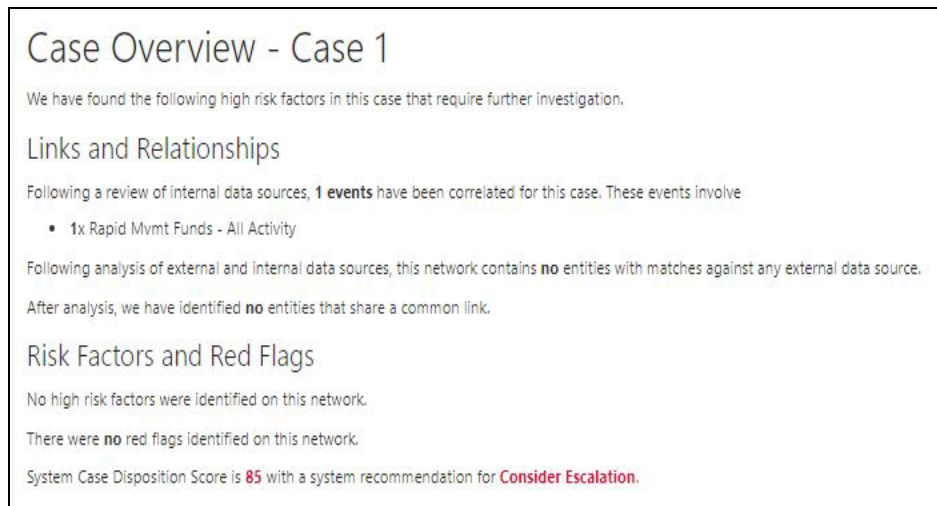 Case Overview - Case 1
We have found the following high risk factors in this case that require further investigation.
Links and Relationships
Following a review of internal data sources, 1 events have been correlated for this case. These events involve
• 1x Rapid Mvmt Funds - All Activity
Following analysis of external and internal data sources, this network contains no entities with matches against any external data source.
After analysis, we have identified no entities that share a common link.
Risk Factors and Red Flags
No high risk factors were identified on this network.
There were no red flags identified on this network.
System Case Disposition Score is 85 with a system recommendation for Consider Escalation.